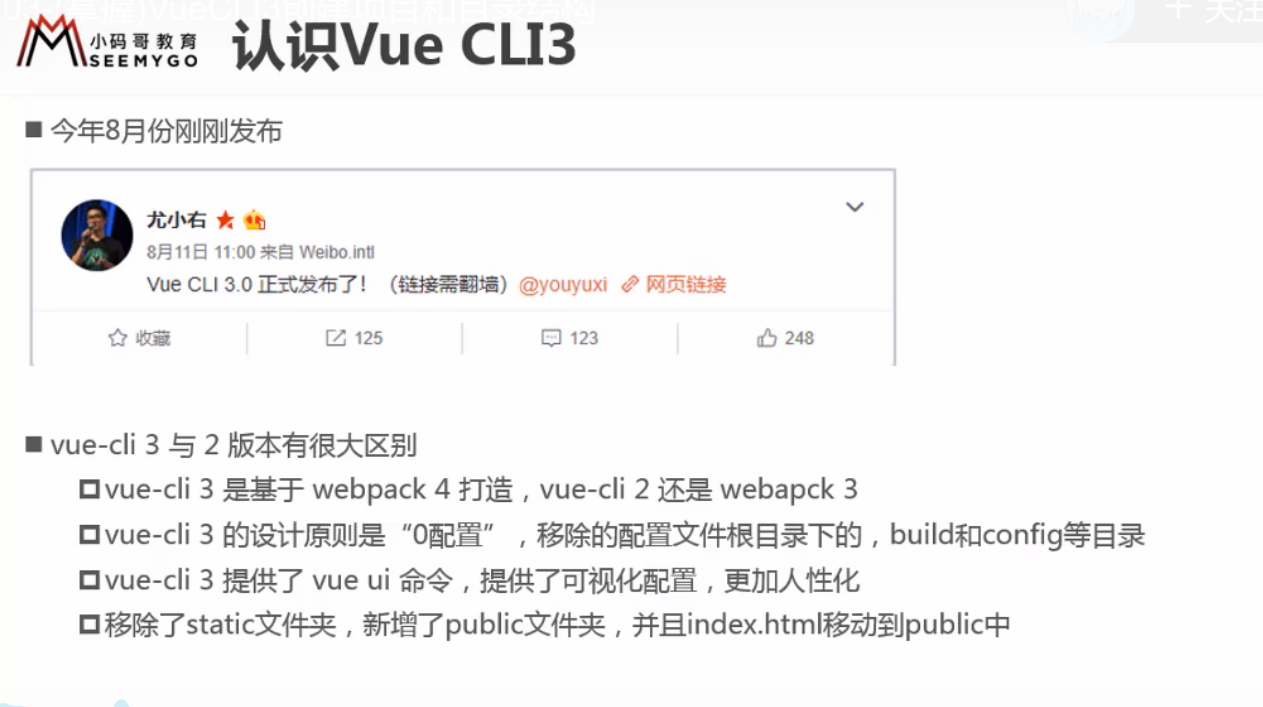 03-(掌握)VueCLI3创建项目和目录结构
+ 关注
小码哥教育
SEEMYGO
认识Vue CLI3
今年8月份刚刚发布
尤小右
8月11日 11:00 来自 Weibo.intl
Vue CLI 3.0 正式发布了! (链接需翻墙) @youyuxi 网页链接
收藏
125
123
248
vue-cli 3 与 2 版本有很大区别
vue-cli 3 是基于 webpack 4 打造，vue-cli 2 还是 webapck 3
vue-cli 3 的设计原则是“0配置”，移除的配置文件根目录下的，build和config等目录
vue-cli 3 提供了 vue ui 命令，提供了可视化配置，更加人性化
移除了static文件夹，新增了public文件夹，并且index.html移动到public中